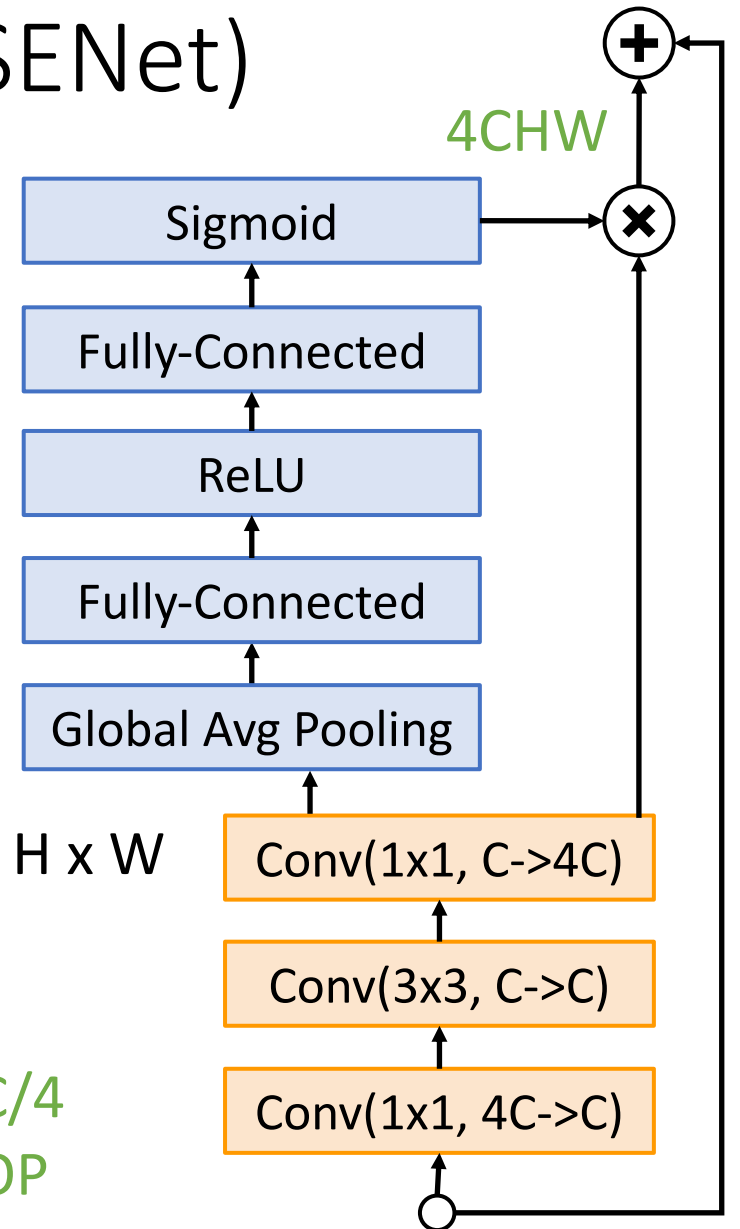 SENet)
4CHW
Sigmoid
Fully-Connected
ReLU
Fully-Connected
Global Avg Pooling
H x W
Conv(1x1, C->4C)
Conv(3x3, C->C)
C/4
Conv(1x1, 4C->C)
OP